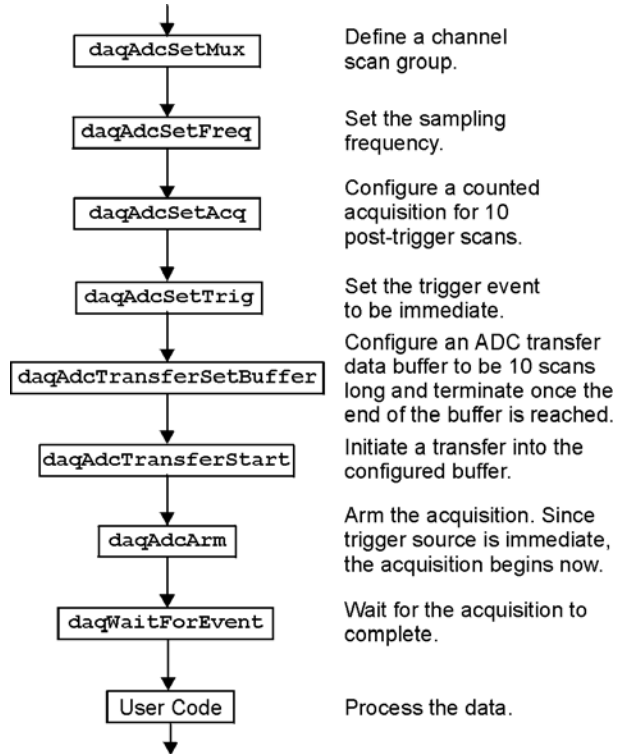 daqAdcSetMux
Define a channel
scan group.
daqAdcSetFreq
Set the sampling
frequency.
daqAdcSetAcq
Configure a counted
acquisition for 10
post-trigger scans.
daqAdcSetTrig
Set the trigger event
to be immediate.
daqAdcTransferSetBuffer
Configure an ADC transfer
data buffer to be 10 scans
long and terminate once the
end of the buffer is reached.
daqAdcTransferStart
Initiate a transfer into the
configured buffer.
daqAdcArm
Arm the acquisition. Since
trigger source is immediate,
the acquisition begins now.
daqWaitForEvent
Wait for the acquisition to
complete.
User Code
Process the data.